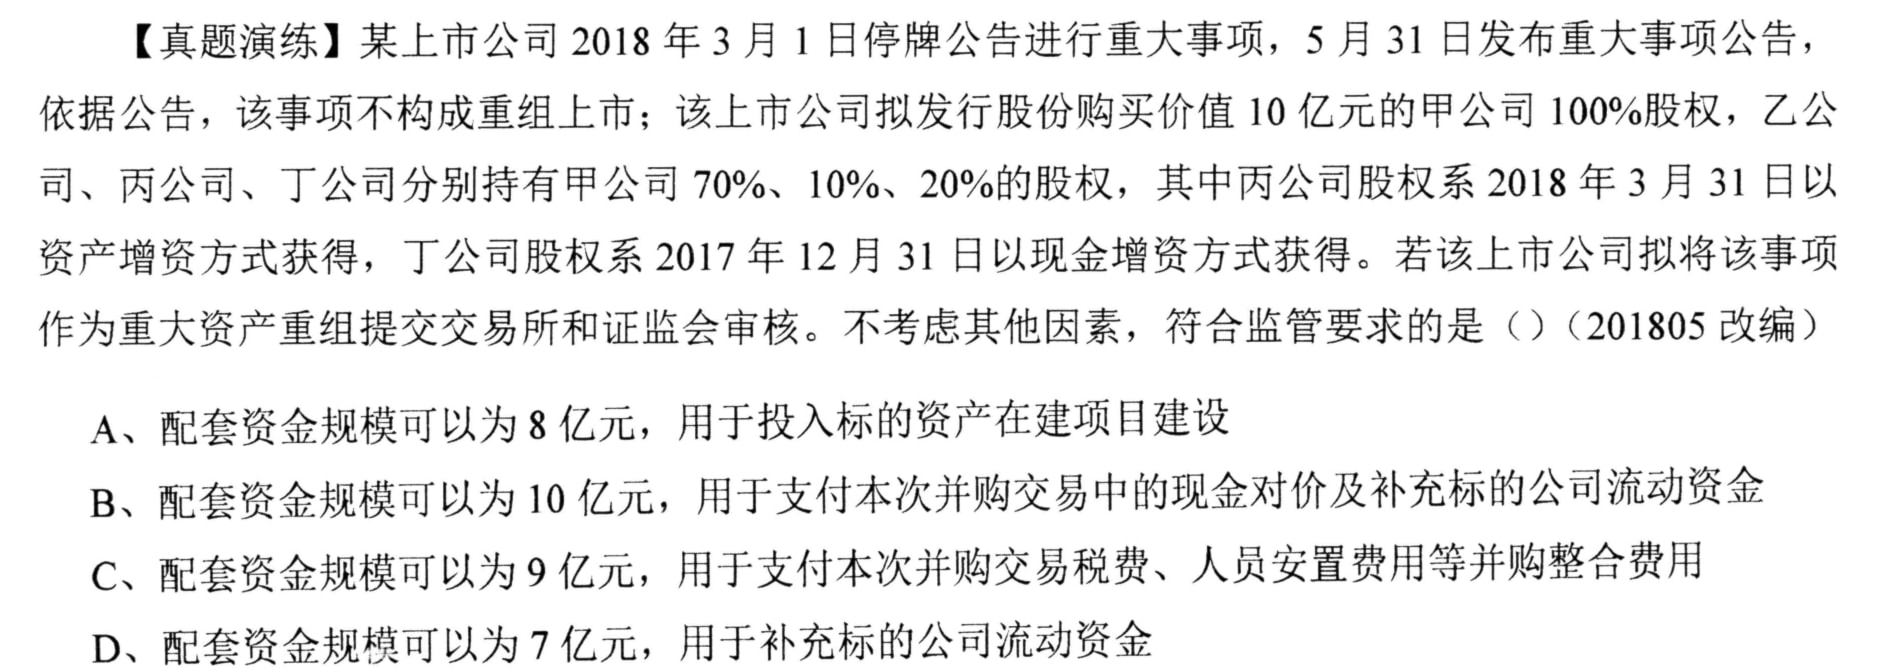 【真题演练】某上市公司 2018 年 3 月 1 日停牌公告进行重大事项，5 月 31 日发布重大事项公告，
依据公告，该事项不构成重组上市；该上市公司拟发行股份购买价值 10 亿元的甲公司 100%股权，乙公
司、丙公司、丁公司分别持有甲公司 70%、10%、20%的股权，其中丙公司股权系 2018 年 3 月 31 日以
资产增资方式获得，丁公司股权系 2017 年 12 月 31 日以现金增资方式获得。若该上市公司拟将该事项
作为重大资产重组提交交易所和证监会审核。不考虑其他因素，符合监管要求的是（）（201805 改编）
A、配套资金规模可以为 8 亿元，用于投入标的资产在建项目建设
B、配套资金规模可以为 10 亿元，用于支付本次并购交易中的现金对价及补充标的公司流动资金
C、配套资金规模可以为 9 亿元，用于支付本次并购交易税费、人员安置费用等并购整合费用
D、配套资金规模可以为 7 亿元，用于补充标的公司流动资金